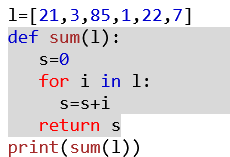 l=[21,3,85,1,22,7]
def sum(l):
    s=0
    for i in l:
        s=s+i
    return s
print(sum(l))